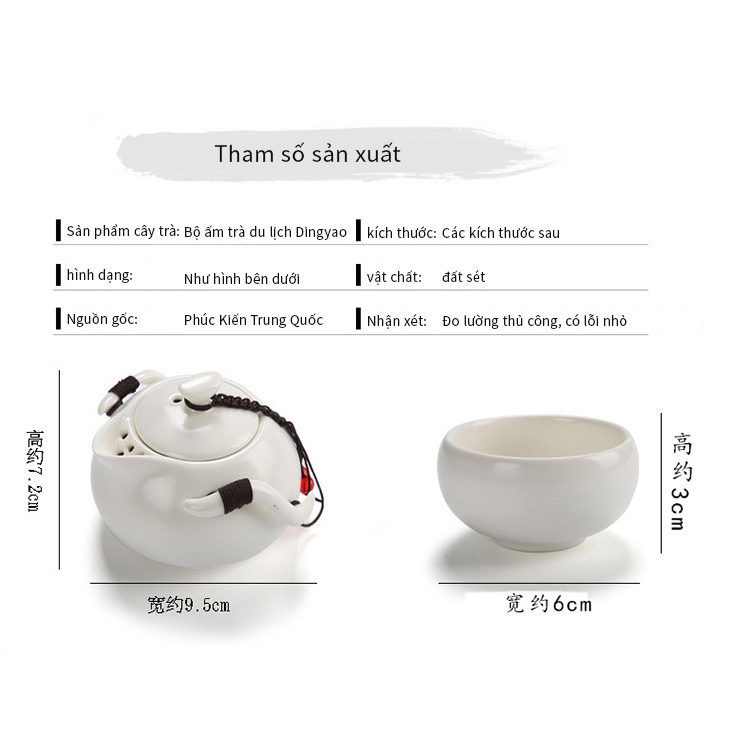 Tham số sản xuất
Sản phẩm cây trà: Bộ ấm trà du lịch Dingyao
kích thước: Các kích thước sau
hình dạng: Như hình bên dưới
vật chất: đất sét
Nguồn gốc: Phúc Kiến Trung Quốc
Nhận xét: Đo lường thủ công, có lỗi nhỏ
高约7.2cm
高约3cm
宽约9.5cm
宽约6cm